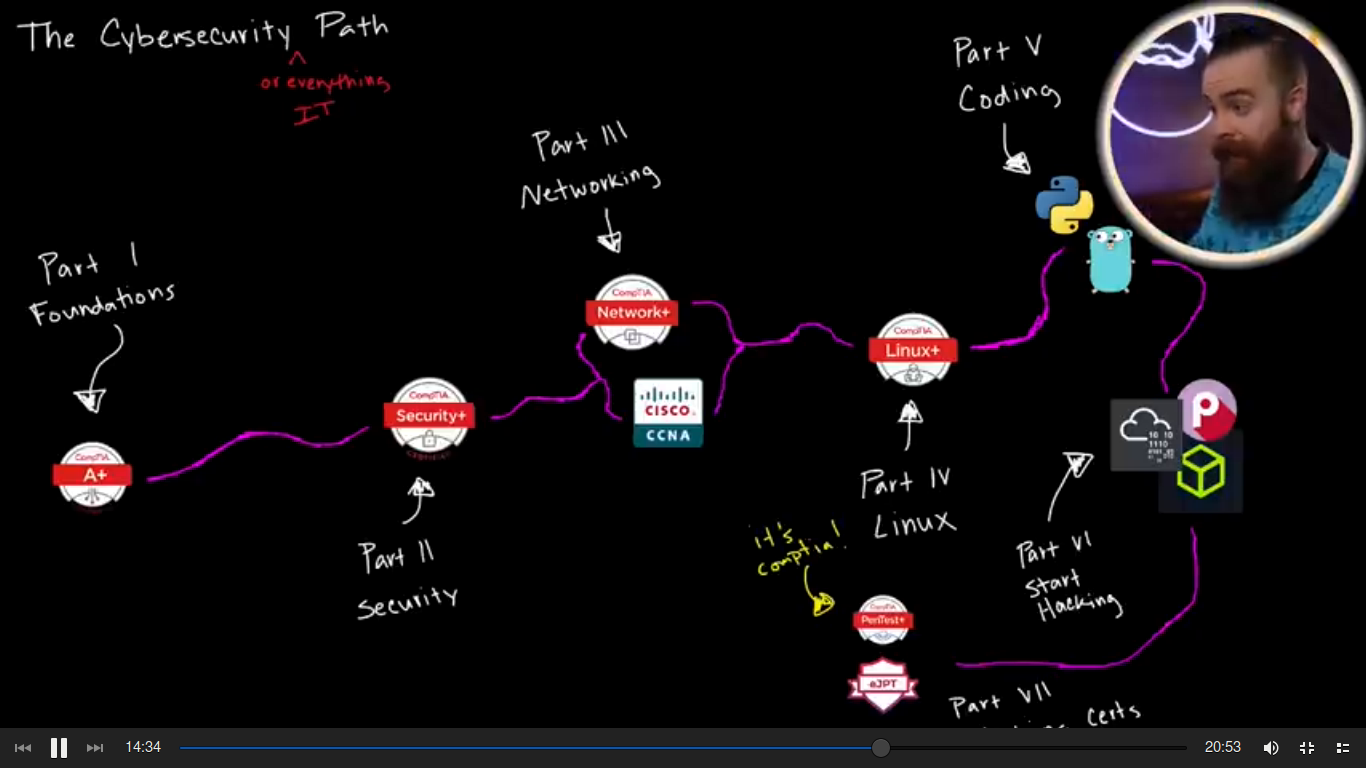 The Cybersecurity Path
^
or everything
IT
Part I
Foundations
CompTIA
A+
CompTIA
Security+
CERTIFIED
Part II
Security
Part III
Networking
CompTIA
Network+
CISCO
CCNA
CompTIA
Linux+
Part IV
Linux
Part V
Coding
P
10 10
1110
Part VI
Start
Hacking
it's
comptia!
CompTIA
PenTest+
eJPT
Part VII
Certs
14:34
20:53